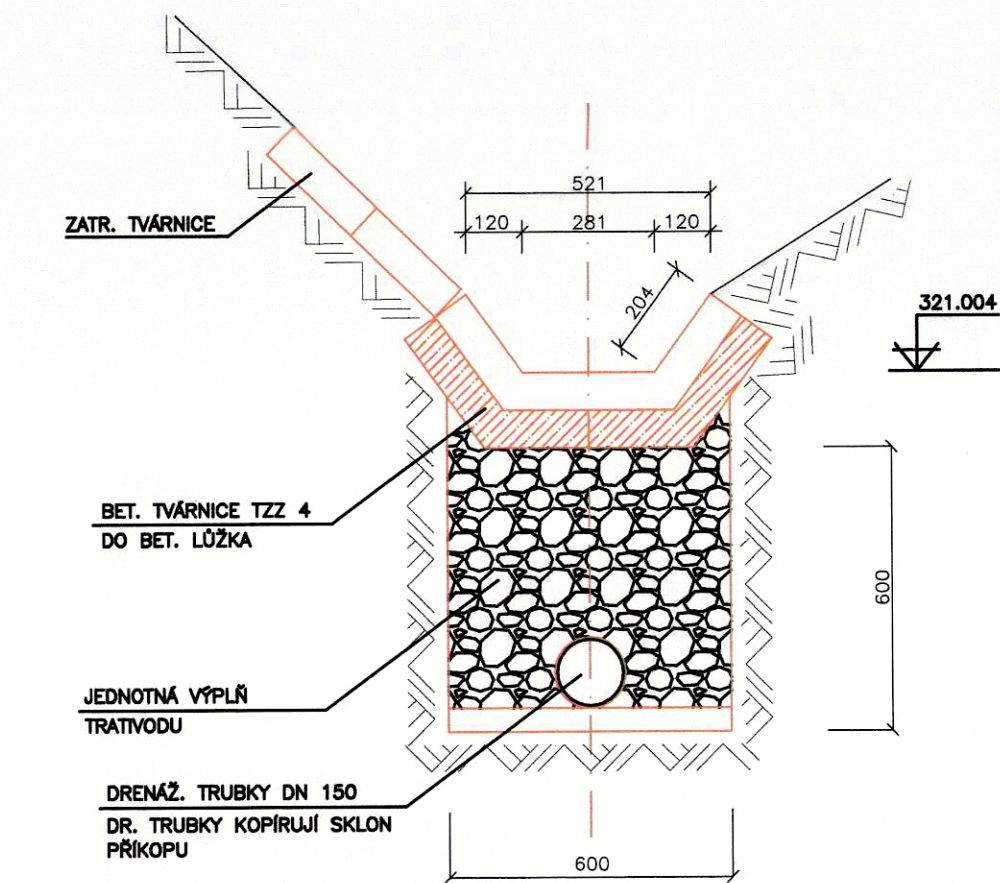 521
120 281 120
204
ZATR. TVÁRNICE
321.004
BET. TVÁRNICE TZZ 4
DO BET. LŮŽKA
600
JEDNOTNÁ VÝPLŇ
TRATIVODU
DRENÁŽ. TRUBKY DN 150
DR. TRUBKY KOPÍRUJÍ SKLON
PŘÍKOPU
600